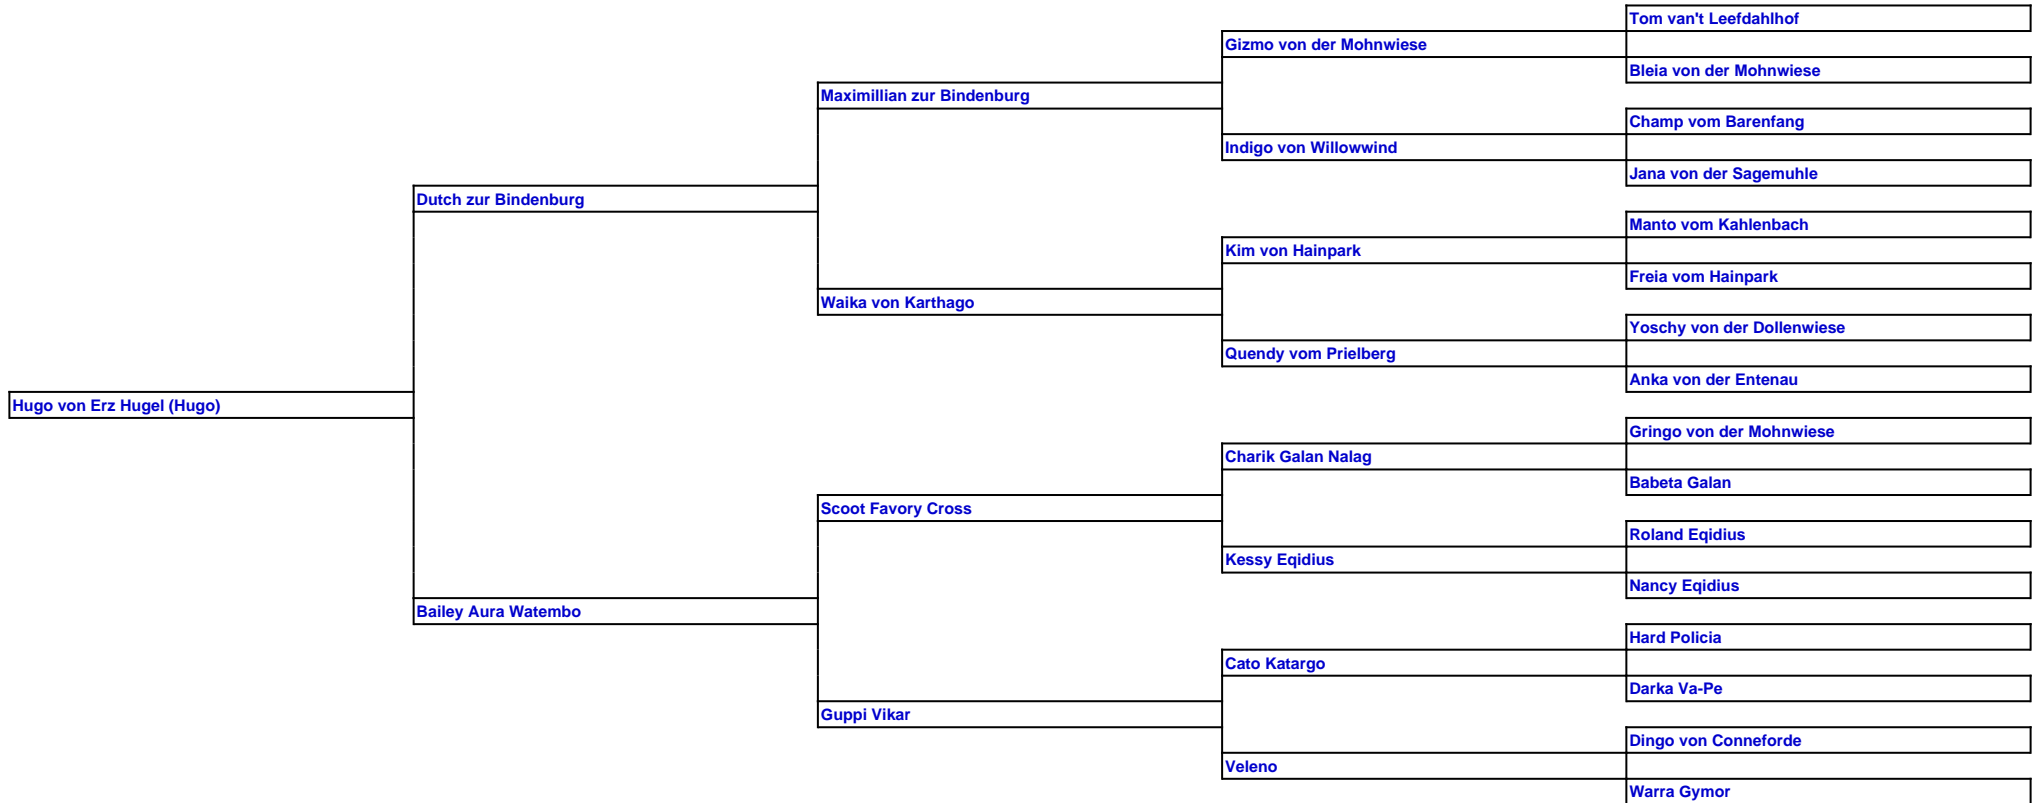 Tom van't Leefdahlhof
Gizmo von der Mohnwiese
Bleia von der Mohnwiese
Maximillian zur Bindenburg
Champ vom Barenfang
Indigo von Willowwind
Jana von der Sagemuhle
Dutch zur Bindenburg
Manto vom Kahlenbach
Kim von Hainpark
Freia vom Hainpark
Waika von Karthago
Yoschy von der Dollenwiese
Quendy vom Prielberg
Anka von der Entenau
Hugo von Erz Hugel (Hugo)
Gringo von der Mohnwiese
Charik Galan Nalag
Babeta Galan
Scoot Favory Cross
Roland Eqidius
Kessy Eqidius
Nancy Eqidius
Bailey Aura Watembo
Hard Policia
Cato Katargo
Darka Va-Pe
Guppi Vikar
Dingo von Conneforde
Veleno
Warra Gymor